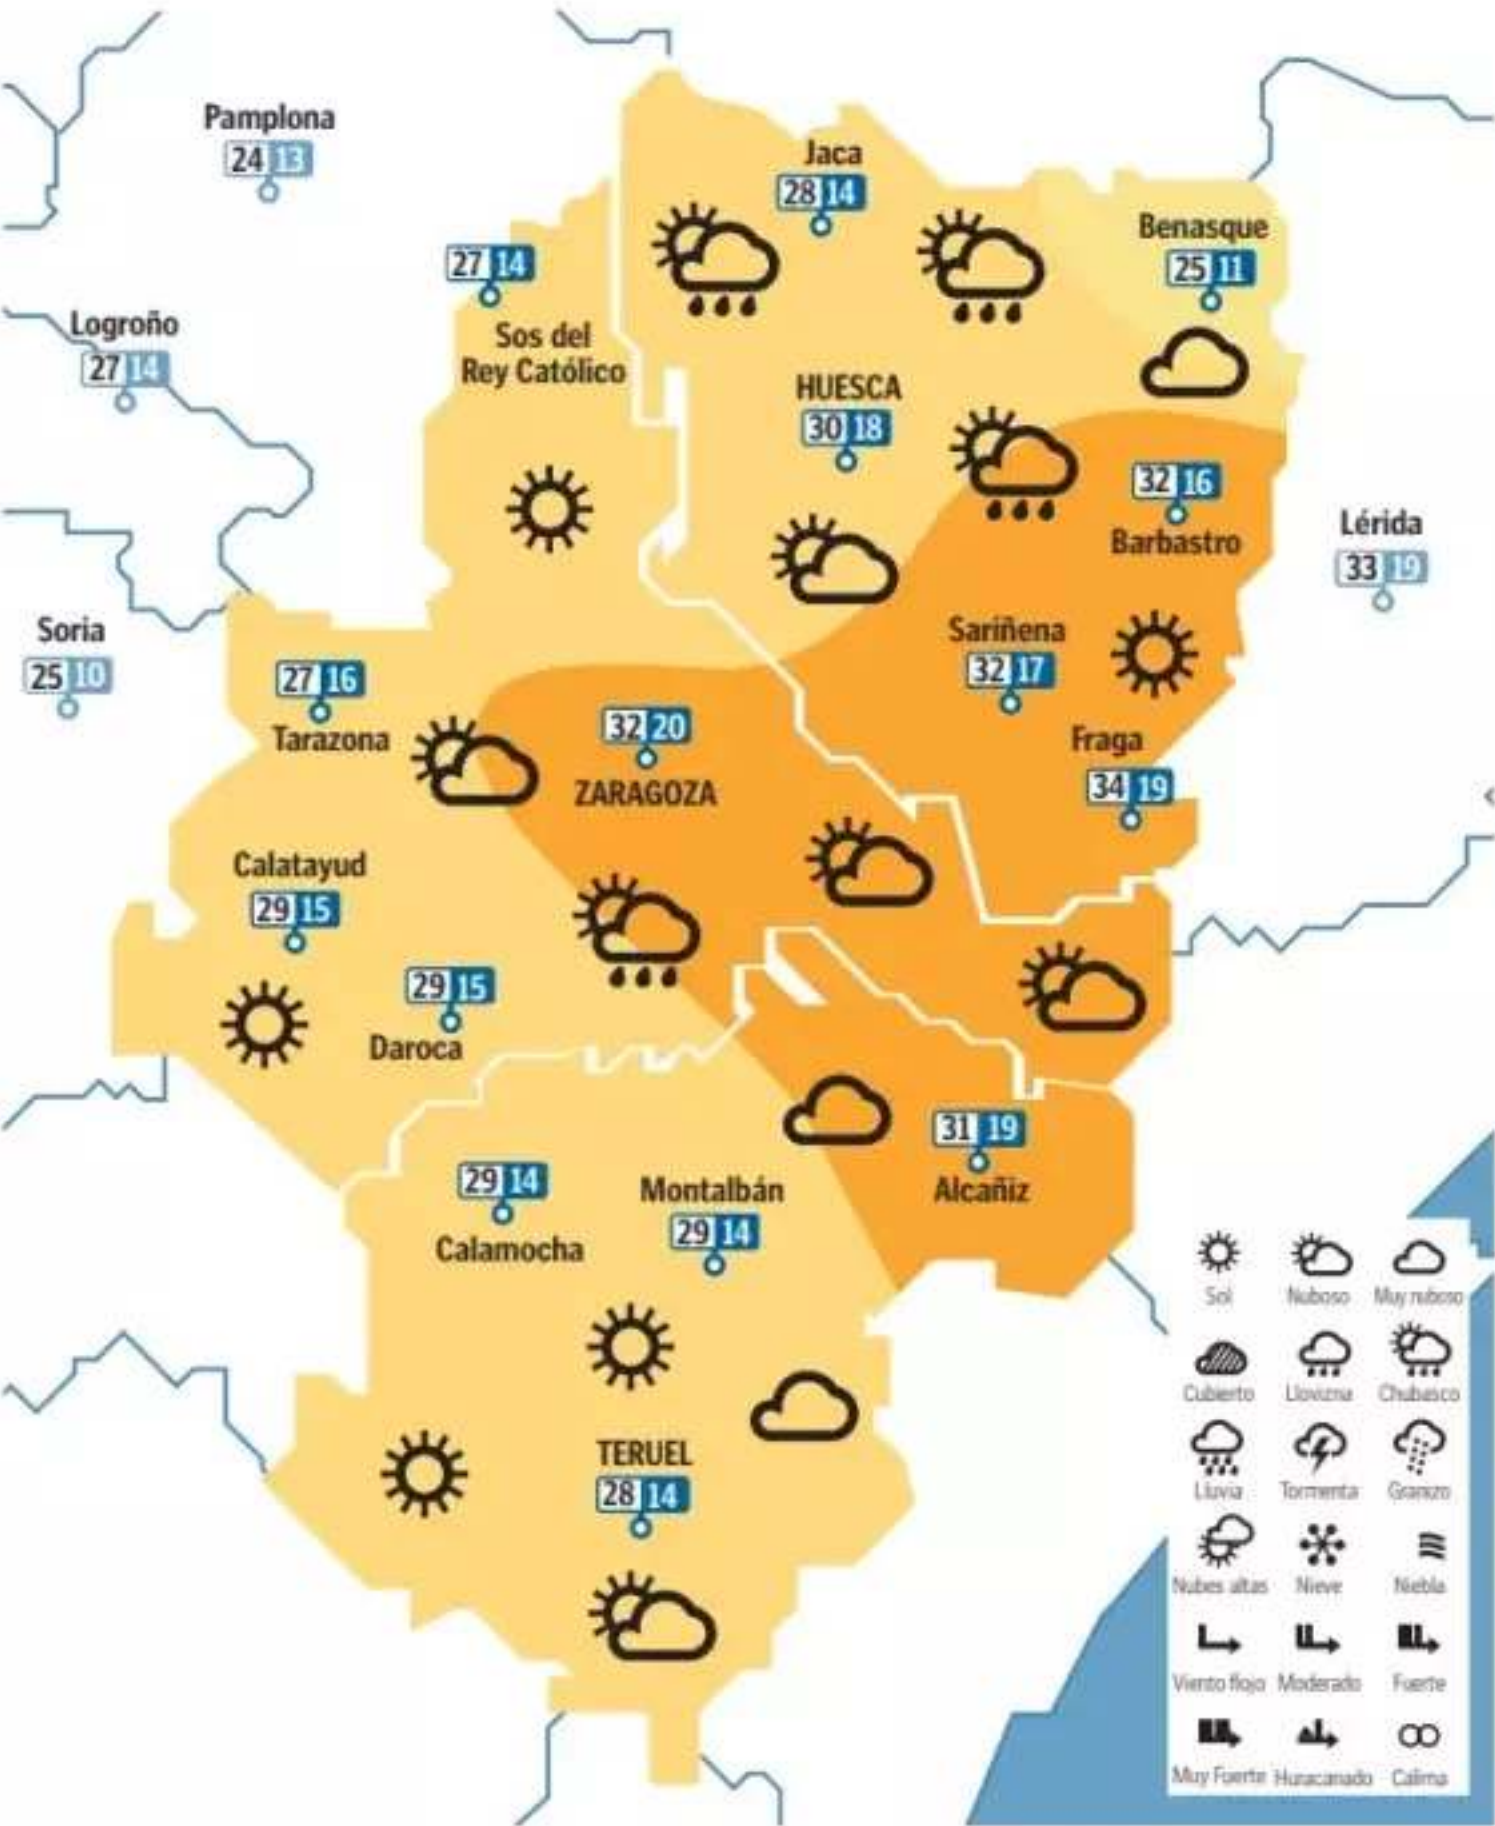 Pamplona
24 13
Jaca
28 14
Benasque
25 11
27 14
Sos del
Rey Católico
Logroño
27 14
HUESCA
30 18
32 16
Barbastro
Lérida
33 19
Soria
25 10
Sariñena
32 17
27 16
Tarazona
32 20
ZARAGOZA
Fraga
34 19
Calatayud
29 15
29 15
Daroca
31 19
Alcañiz
29 14
Calamocha
Montalbán
29 14
TERUEL
28 14
Sol
Nuboso
Muy nuboso
Cubierto
Llovizna
Chubasco
Lluvia
Tormenta
Granizo
Nubes altas
Nieve
Niebla
Viento flojo
Moderado
Fuerte
Muy Fuerte
Huracanado
Calima